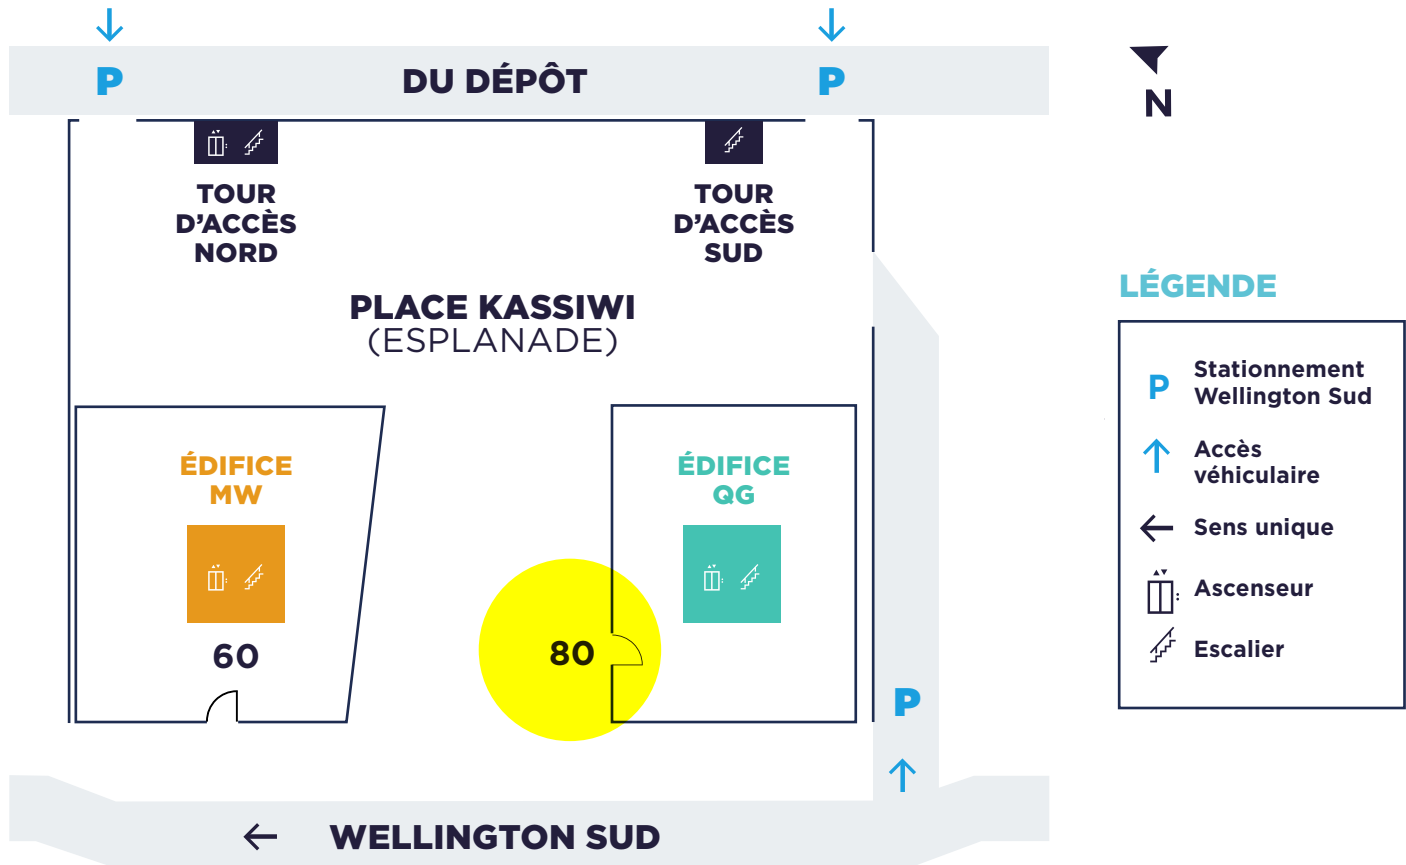 P
DU DÉPÔT
P
N
TOUR
D'ACCÈS
NORD
TOUR
D'ACCÈS
SUD
PLACE KASSIWI
(ESPLANADE)
ÉDIFICE
MW
60
ÉDIFICE
QG
80
P
WELLINGTON SUD
LÉGENDE
P
Stationnement
Wellington Sud
Accès
véhiculaire
Sens unique
Ascenseur
Escalier